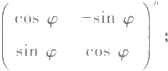 ( cos φ   −sin φ )ⁿ
( sin φ   cos φ ) ;